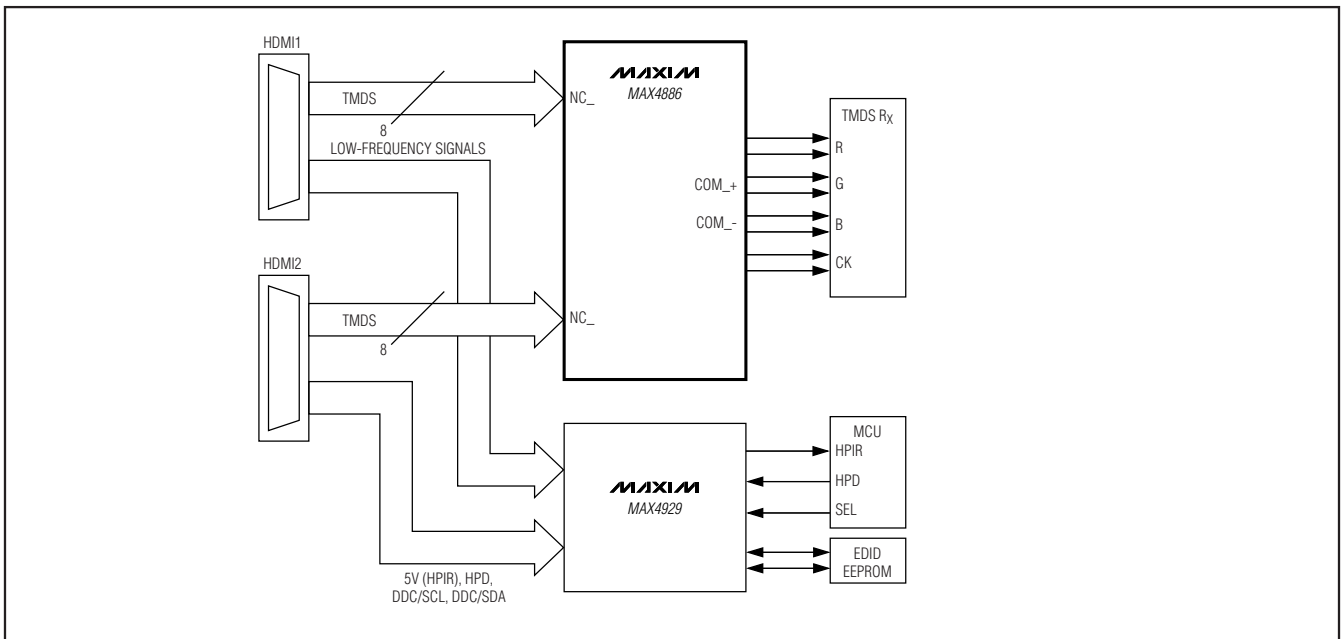 HDMI1
TMDS
8
LOW-FREQUENCY SIGNALS
HDMI2
TMDS
8
5V (HPIR), HPD,
DDC/SCL, DDC/SDA
MAXIM
MAX4886
NC_
COM_+
COM_-
NC_
TMDS RX
R
G
B
CK
MAXIM
MAX4929
MCU
HPIR
HPD
SEL
EDID
EEPROM